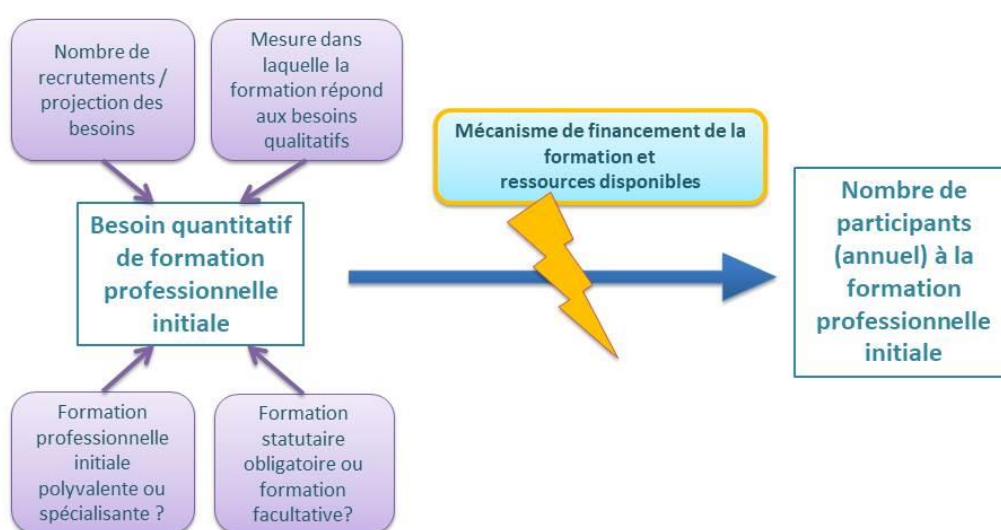 Nombre de
recrutements /
projection des
besoins
Mesure dans
laquelle la
formation répond
aux besoins
qualitatifs
Mécanisme de financement de la
formation et
ressources disponibles
Besoin quantitatif
de formation
professionnelle
initiale
Nombre de
participants
(annuel) à la
formation
professionnelle
initiale
Formation
professionnelle
initiale
polyvalente ou
spécialisante ?
Formation
statutaire
obligatoire ou
formation
facultative?